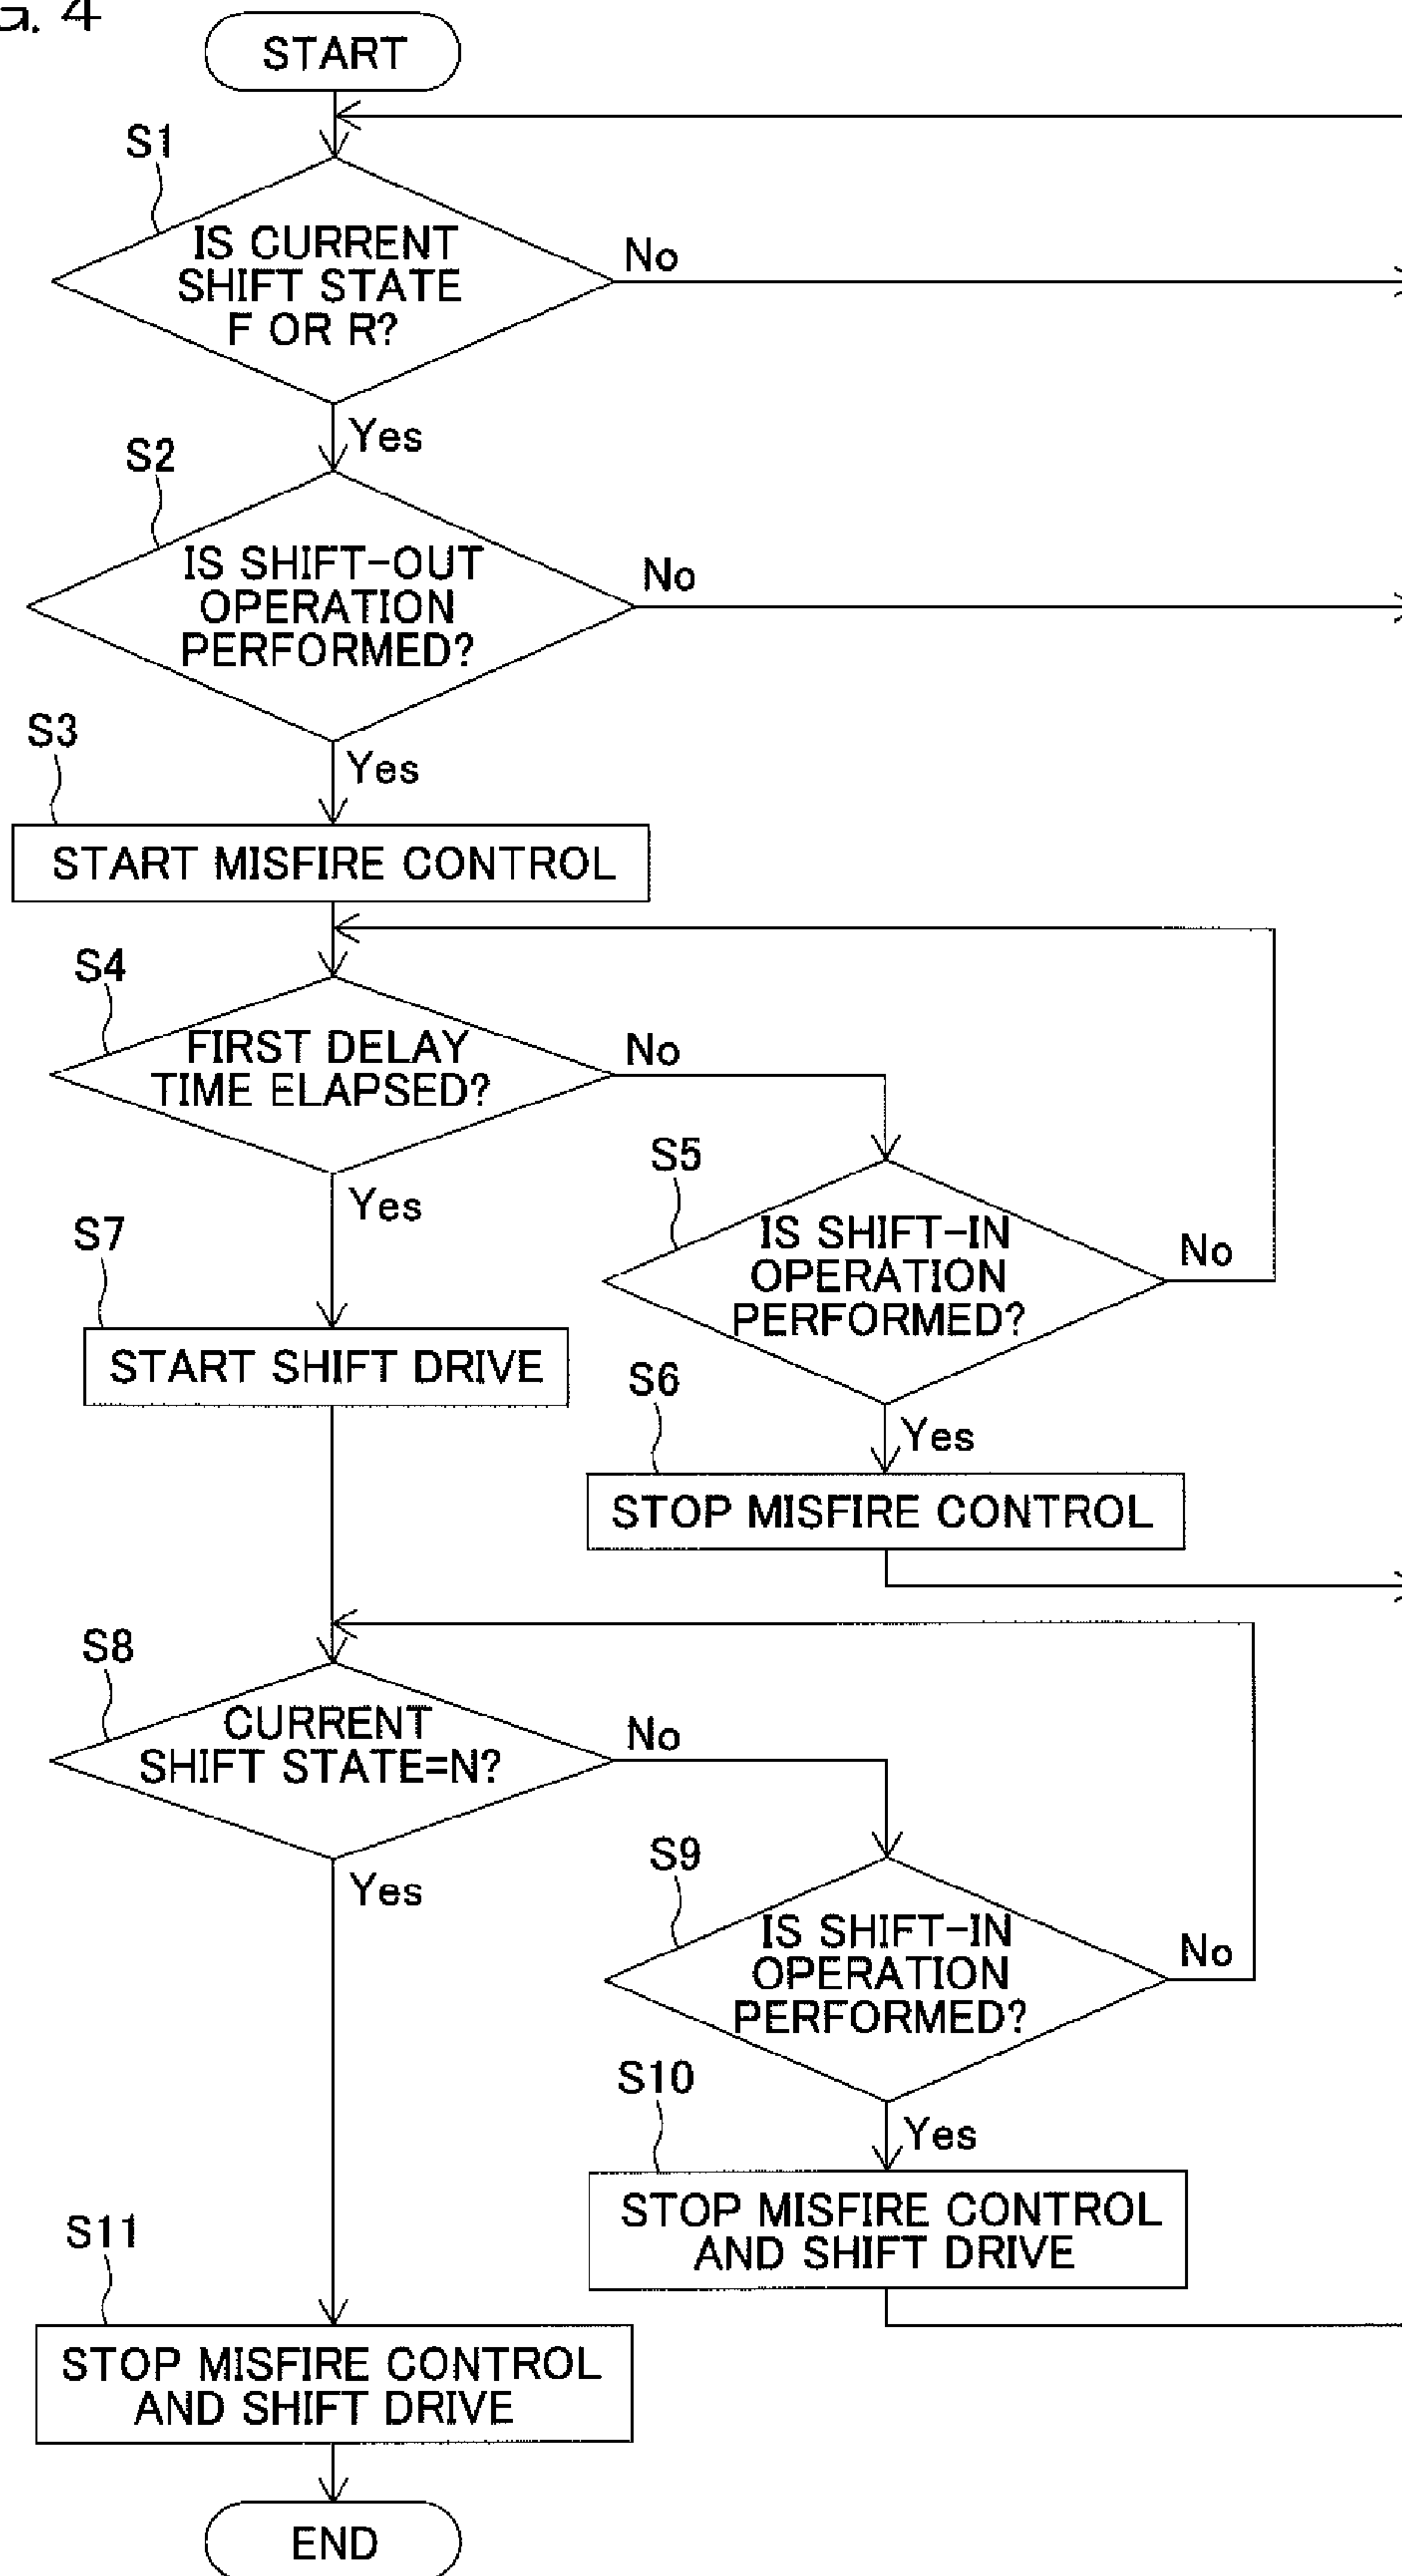 G. 4
START
S1
IS CURRENT
SHIFT STATE
F OR R?
No
Yes
S2
IS SHIFT-OUT
OPERATION
PERFORMED?
No
Yes
S3
START MISFIRE CONTROL
S4
FIRST DELAY
TIME ELAPSED?
No
Yes
S5
IS SHIFT-IN
OPERATION
PERFORMED?
No
Yes
S6
STOP MISFIRE CONTROL
S7
START SHIFT DRIVE
S8
CURRENT
SHIFT STATE=N?
No
Yes
S9
IS SHIFT-IN
OPERATION
PERFORMED?
No
Yes
S10
STOP MISFIRE CONTROL
AND SHIFT DRIVE
S11
STOP MISFIRE CONTROL
AND SHIFT DRIVE
END